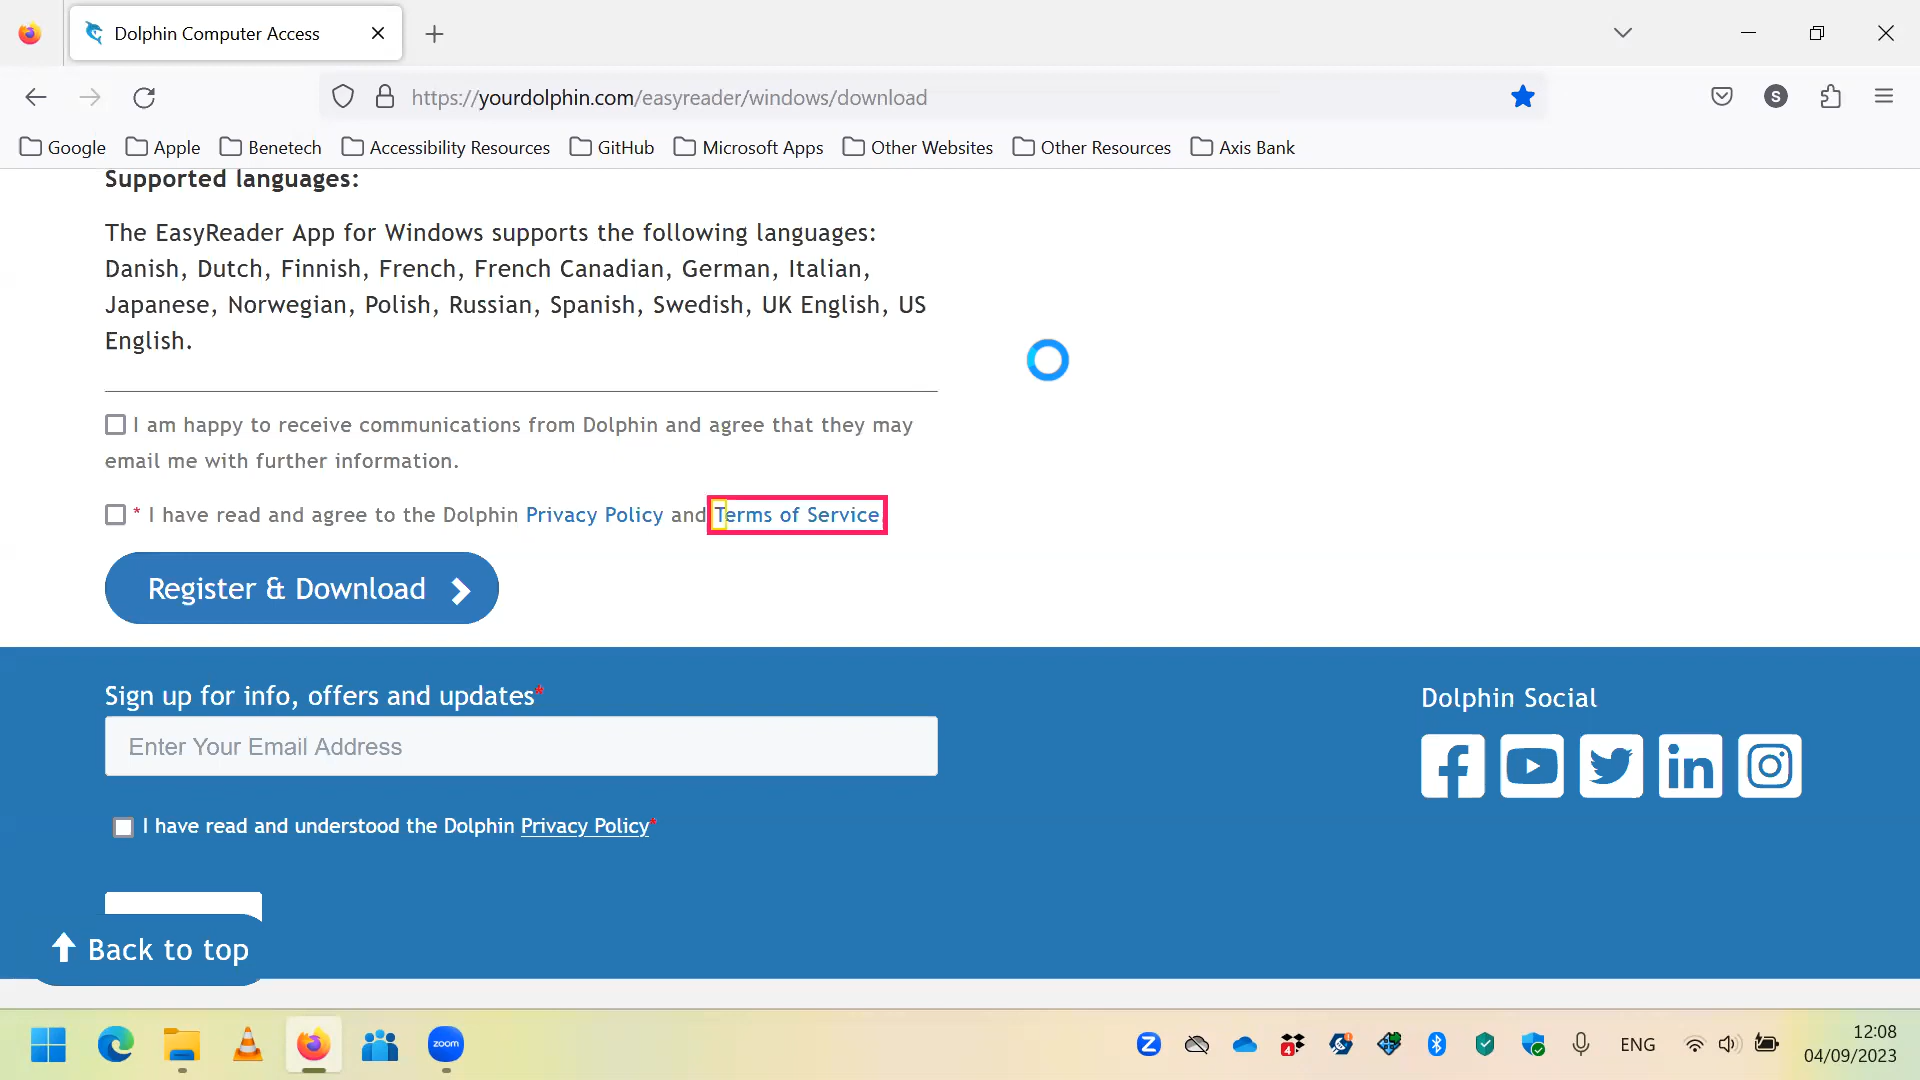 Dolphin Computer Access
https://yourdolphin.com/easyreader/windows/download
S
Google Apple Benetech Accessibility Resources GitHub Microsoft Apps Other Websites Other Resources Axis Bank
Supported languages:
The EasyReader App for Windows supports the following languages:
Danish, Dutch, Finnish, French, French Canadian, German, Italian,
Japanese, Norwegian, Polish, Russian, Spanish, Swedish, UK English, US
English.
I am happy to receive communications from Dolphin and agree that they may
email me with further information.
* I have read and agree to the Dolphin Privacy Policy and Terms of Service.
Register & Download
Sign up for info, offers and updates*
Enter Your Email Address
I have read and understood the Dolphin Privacy Policy*
Dolphin Social
Back to top
zoom
Z
4
ENG
12:08
04/09/2023